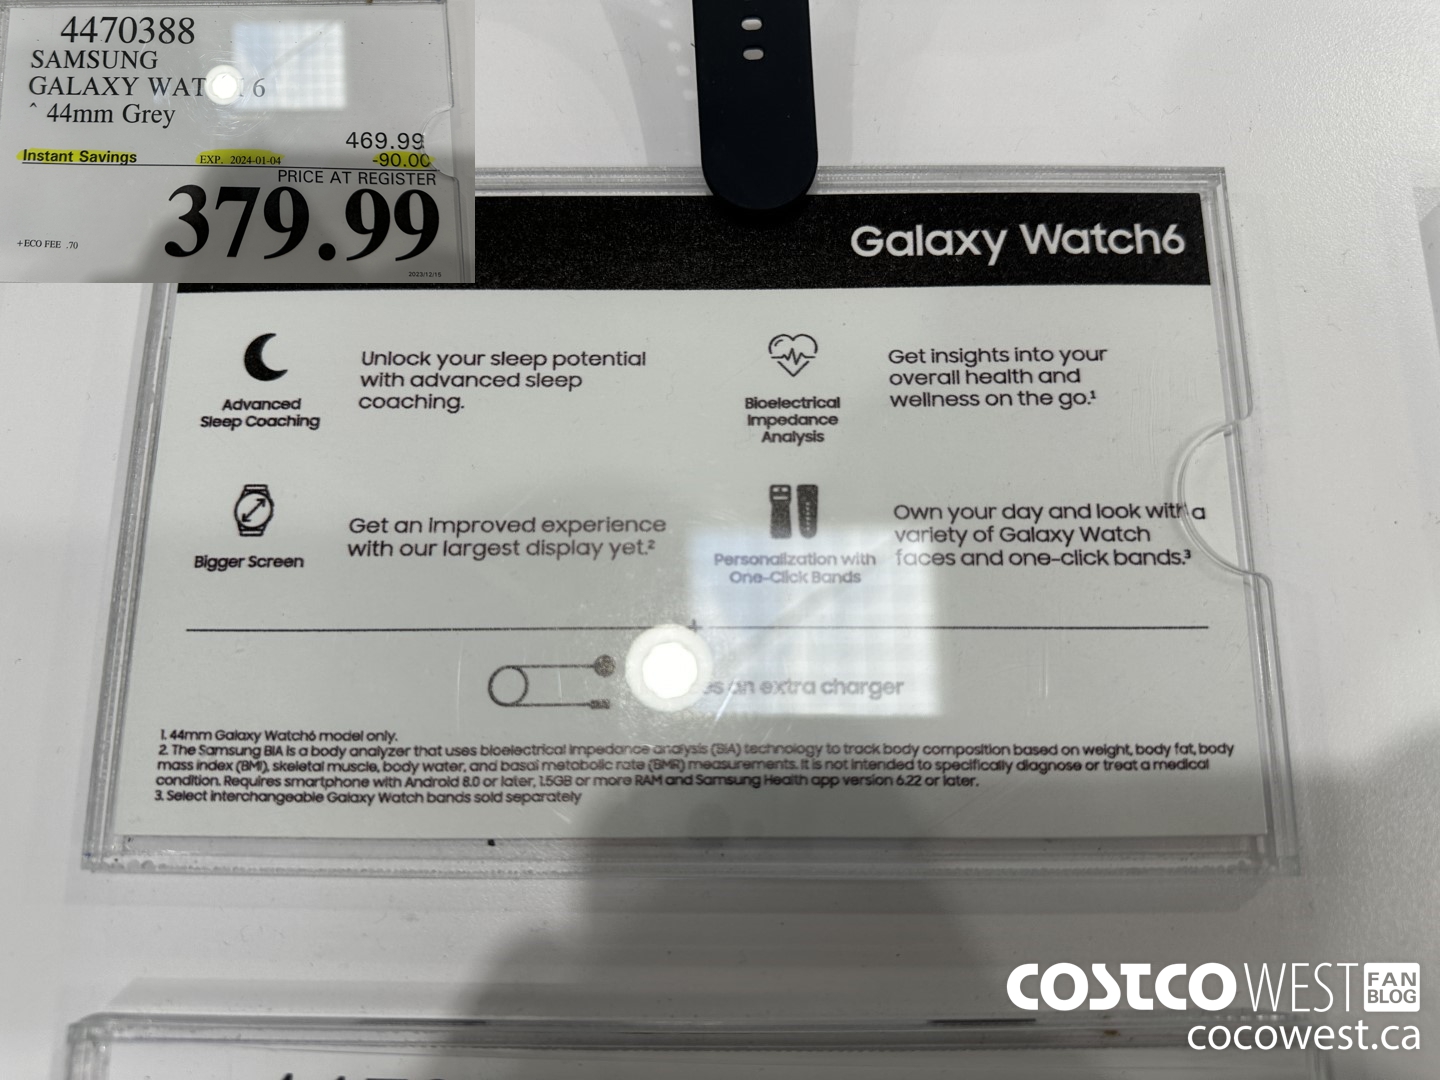 4470388
SAMSUNG
GALAXY WAT 6
^ 44mm Grey
469.99
Instant Savings EXP. 2024-01-04 -90.00
PRICE AT REGISTER
379.99
+ECO FEE .70
2023/12/15
Galaxy Watch6
Advanced
Sleep Coaching
Unlock your sleep potential
with advanced sleep
coaching.
Bioelectrical
Impedance
Analysis
Get insights into your
overall health and
wellness on the go.¹
Bigger Screen
Get an improved experience
with our largest display yet.²
Personalization with
One-Click Bands
Own your day and look with a
variety of Galaxy Watch
faces and one-click bands.³
an extra charger
1. 44mm Galaxy Watch6 model only.
2. The Samsung BIA is a body analyzer that uses bioelectrical impedance analysis (BIA) technology to track body composition based on weight, body fat, body
mass index (BMI), skeletal muscle, body water, and basal metabolic rate (BMR) measurements. It is not intended to specifically diagnose or treat a medical
condition. Requires smartphone with Android 8.0 or later, 1.5GB or more RAM and Samsung Health app version 6.22 or later.
3. Select interchangeable Galaxy Watch bands sold separately
COSTCO WEST FAN BLOG
cocowest.ca